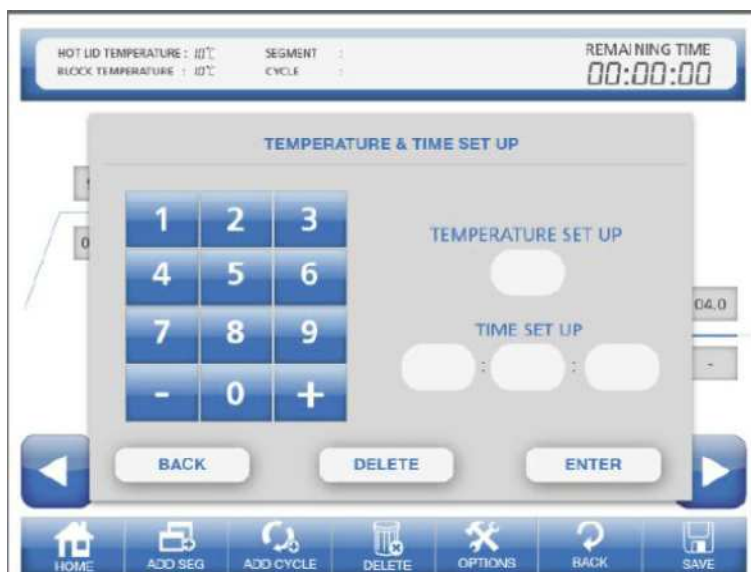 HOT LID TEMPERATURE : 10℃ SEGMENT :
BLOCK TEMPERATURE : 10℃ CYCLE :
REMAINING TIME
00:00:00
TEMPERATURE & TIME SET UP
1 2 3
4 5 6
7 8 9
- 0 +
TEMPERATURE SET UP
TIME SET UP
: :
04.0
-
BACK DELETE ENTER
HOME ADD SEG ADD CYCLE DELETE OPTIONS BACK SAVE